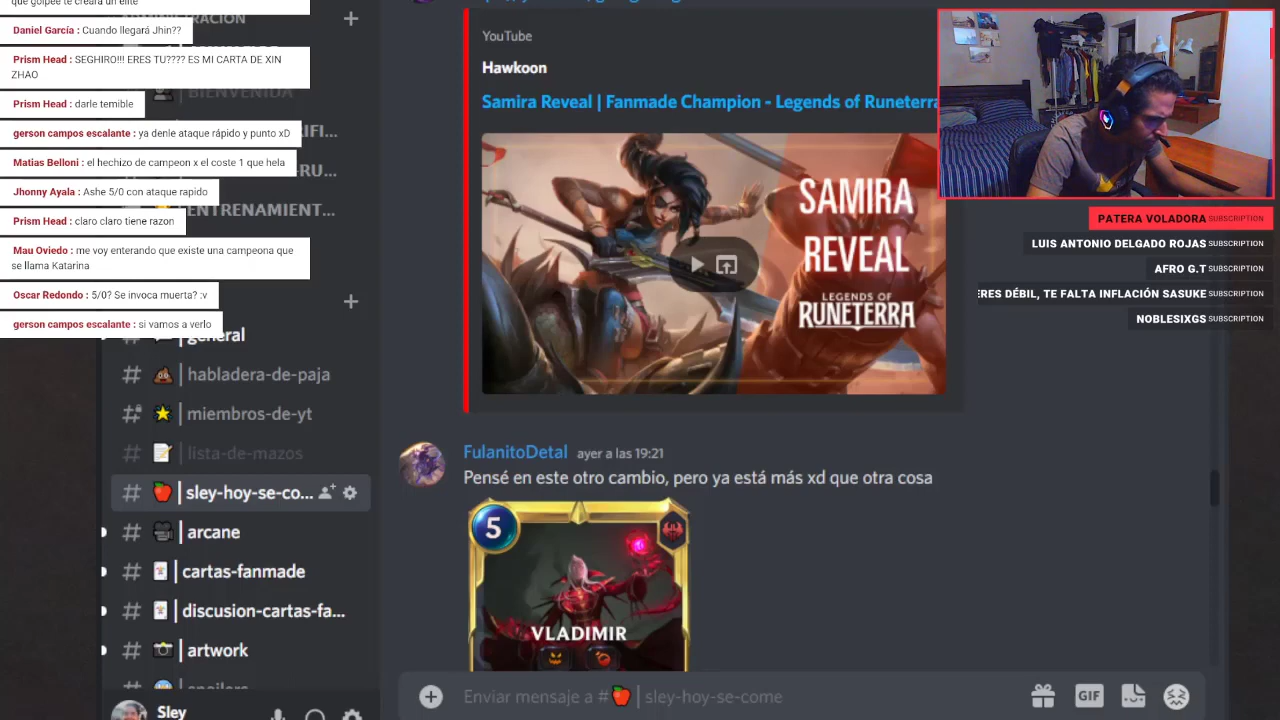 que golpee te creará un elite
Daniel García : Cuando llegará Jhin??
Prism Head : SEGHIRO!!! ERES TU???? ES MI CARTA DE XIN
ZHAO
Prism Head : darle temible
gerson campos escalante : ya denle ataque rápido y punto xD
Matias Belloni : el hechizo de campeon x el coste 1 que hela
Jhonny Ayala : Ashe 5/0 con ataque rapido
Prism Head : claro claro tiene razon
Mau Oviedo : me voy enterando que existe una campeona que
se llama Katarina
Oscar Redondo : 5/0? Se invoca muerta? :v
gerson campos escalante : si vamos a verlo
BIENVENIDA
ENTRENAMIENT...
general
# | habladera-de-paja
# | miembros-de-yt
# | lista-de-mazos
# | sley-hoy-se-co...
# | arcane
# | cartas-fanmade
# | discusion-cartas-fa...
# | artwork
Sley
YouTube
Hawkoon
Samira Reveal | Fanmade Champion - Legends of Runeterra
SAMIRA
REVEAL
LEGENDS OF
RUNETERRA
FulanitoDetal ayer a las 19:21
Pensé en este otro cambio, pero ya está más xd que otra cosa
5
VLADIMIR
Enviar mensaje a # | sley-hoy-se-come
GIF
PATERA VOLADORA SUBSCRIPTION
LUIS ANTONIO DELGADO ROJAS SUBSCRIPTION
AFRO G.T SUBSCRIPTION
ERES DÉBIL, TE FALTA INFLACIÓN SASUKE SUBSCRIPTION
NOBLESIXGS SUBSCRIPTION